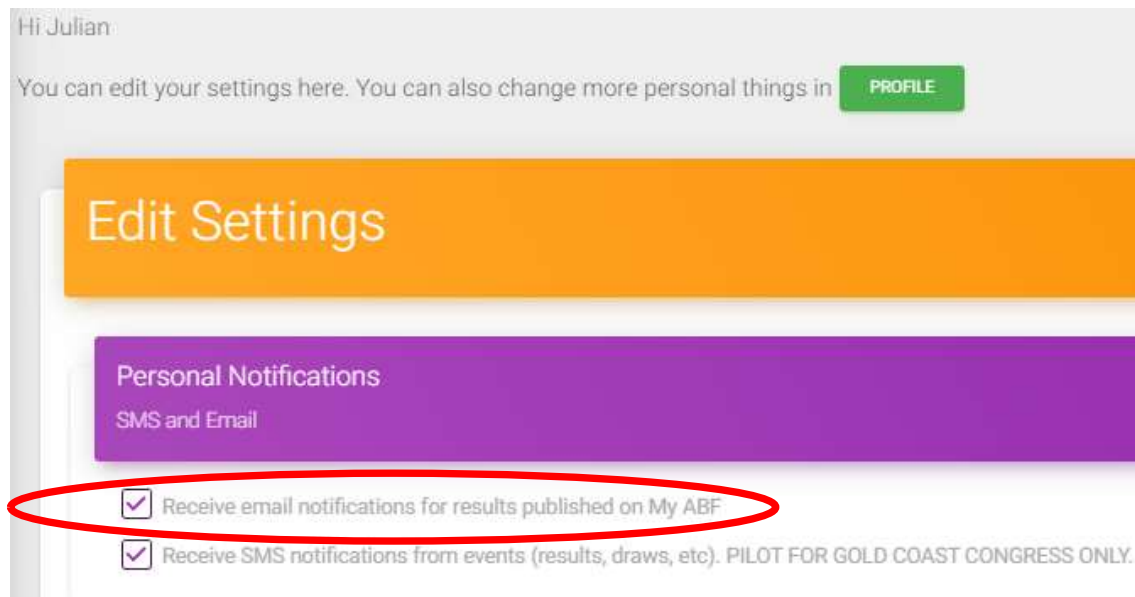 Hi Julian
You can edit your settings here. You can also change more personal things in PROFILE
Edit Settings
Personal Notifications
SMS and Email
Receive email notifications for results published on My ABF
Receive SMS notifications from events (results, draws, etc). PILOT FOR GOLD COAST CONGRESS ONLY.